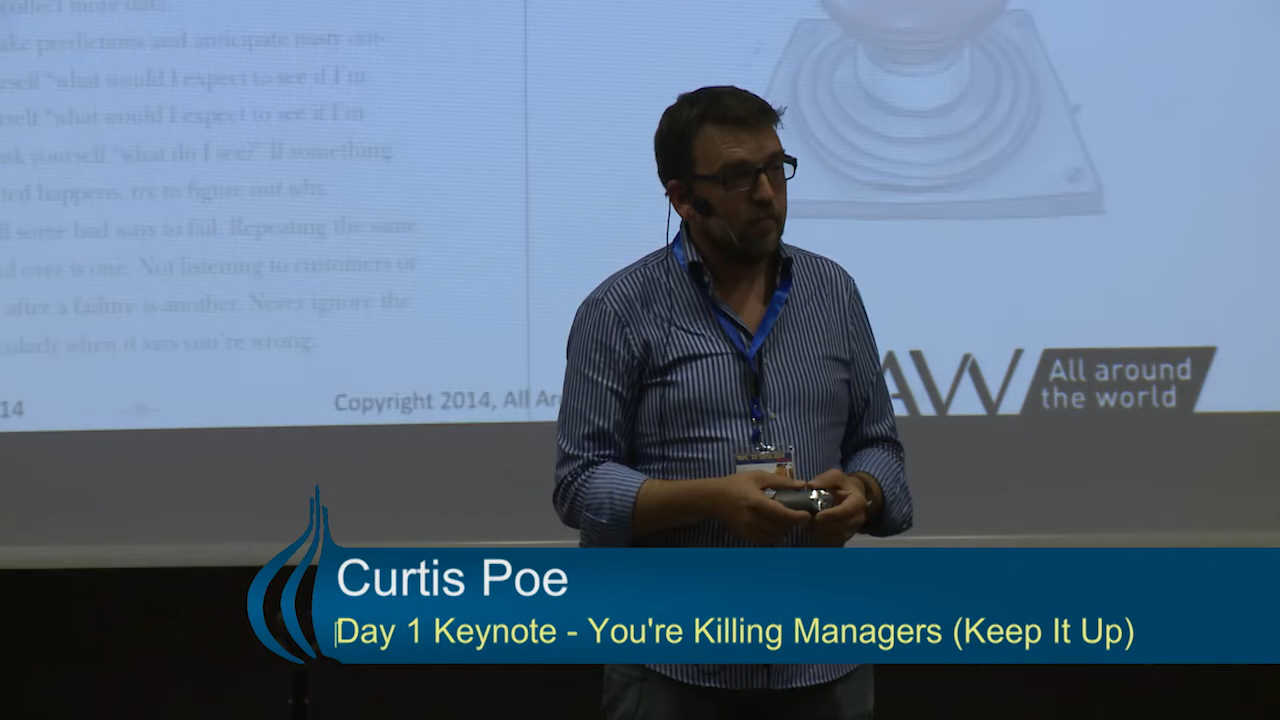 collect more data.
ake predictions and anticipate nasty out-
rself "what would I expect to see if I'm
rself "what would I expect to see if I'm
ask yourself "what do I see?" If something
ted happens, try to figure out why.
ll some bad ways to fail. Repeating the same
d over is one. Not listening to customers or
after a failure is another. Never ignore the
cularly when it says you're wrong.
14
Copyright 2014, All Ar
AW All around
the world
Curtis Poe
Day 1 Keynote - You're Killing Managers (Keep It Up)